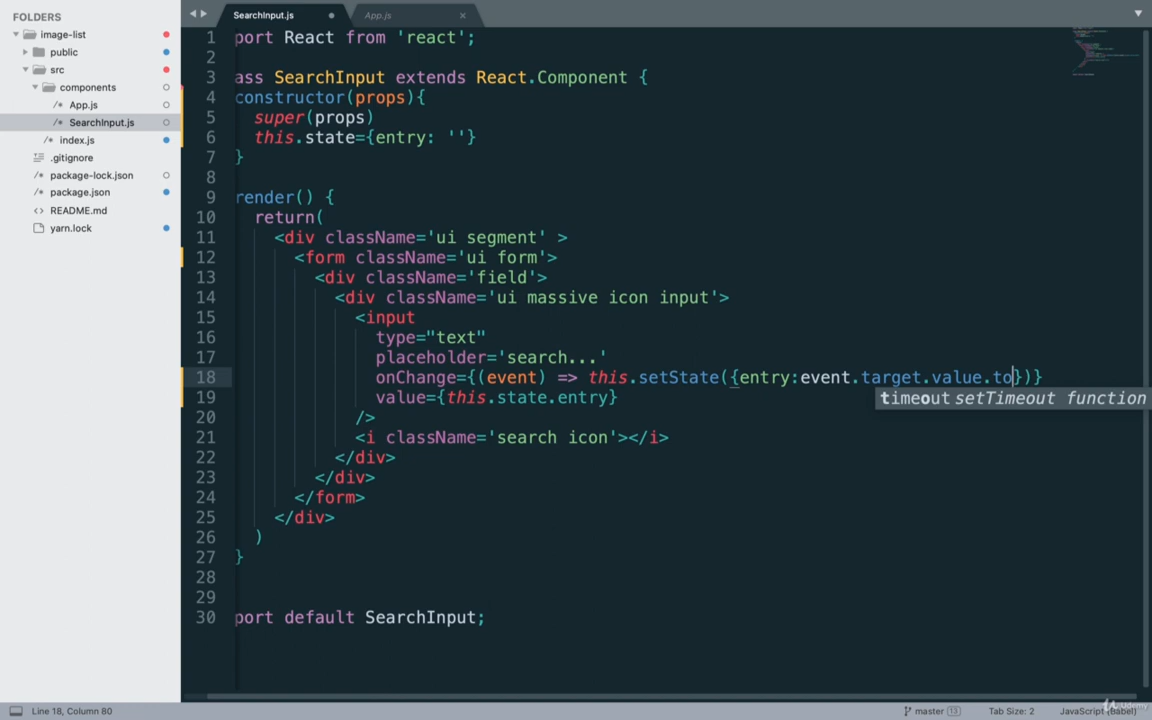 FOLDERS
image-list
public
src
components
/* App.js
/* SearchInput.js
/* index.js
.gitignore
/* package-lock.json
/* package.json
<> README.md
yarn.lock
SearchInput.js
App.js
1 port React from 'react';
2
3 ass SearchInput extends React.Component {
4 constructor(props){
5 super(props)
6 this.state={entry: ''}
7 }
8
9 render() {
10 return(
11 <div className='ui segment' >
12 <form className='ui form'>
13 <div className='field'>
14 <div className='ui massive icon input'>
15 <input
16 type="text"
17 placeholder='search...'
18 onChange={(event) => this.setState({entry:event.target.value.to})}
timeout setTimeout function
19 value={this.state.entry}
20 />
21 <i className='search icon'></i>
22 </div>
23 </div>
24 </form>
25 </div>
26 )
27 }
28
29
30 port default SearchInput;
Line 18, Column 80
master 13
Tab Size: 2
JavaScript (Babel)
Udemy